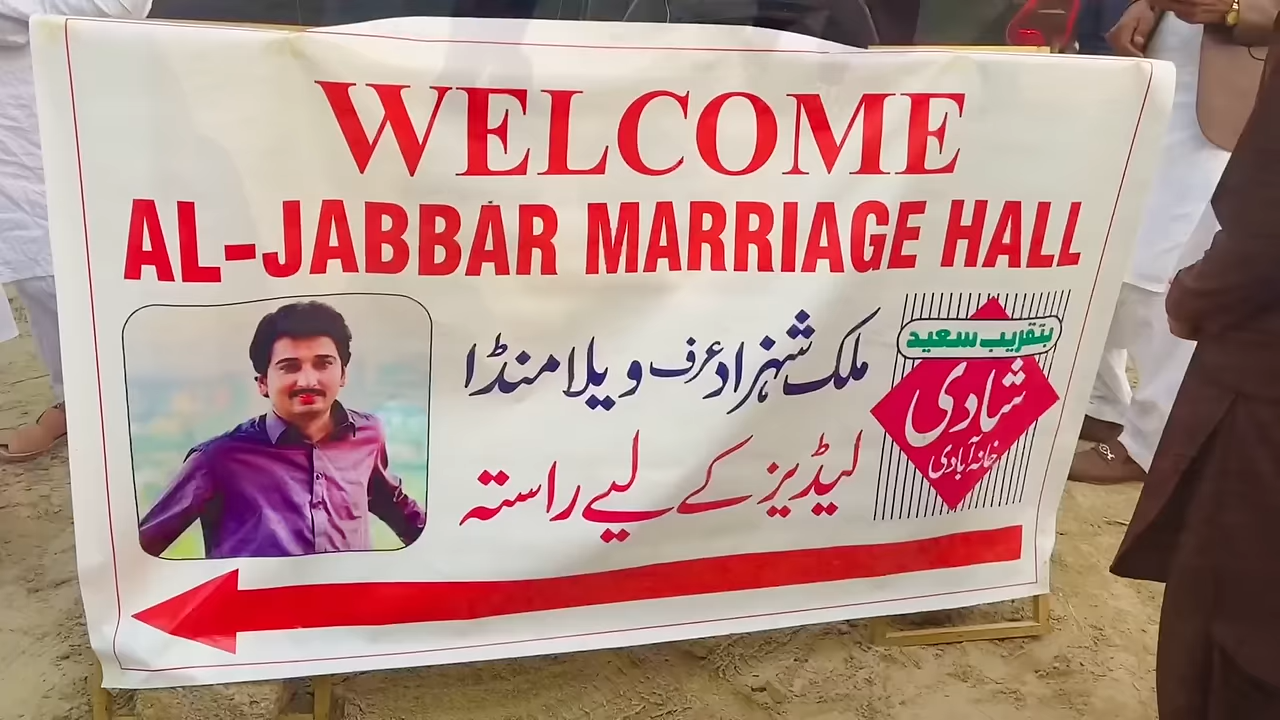 WELCOME
AL-JABBAR MARRIAGE HALL
بتقریب سعید
شادی
خانہ آبادی
ملک شہزاد عرف ویلا منڈا
لیڈیز کے لیے راستہ